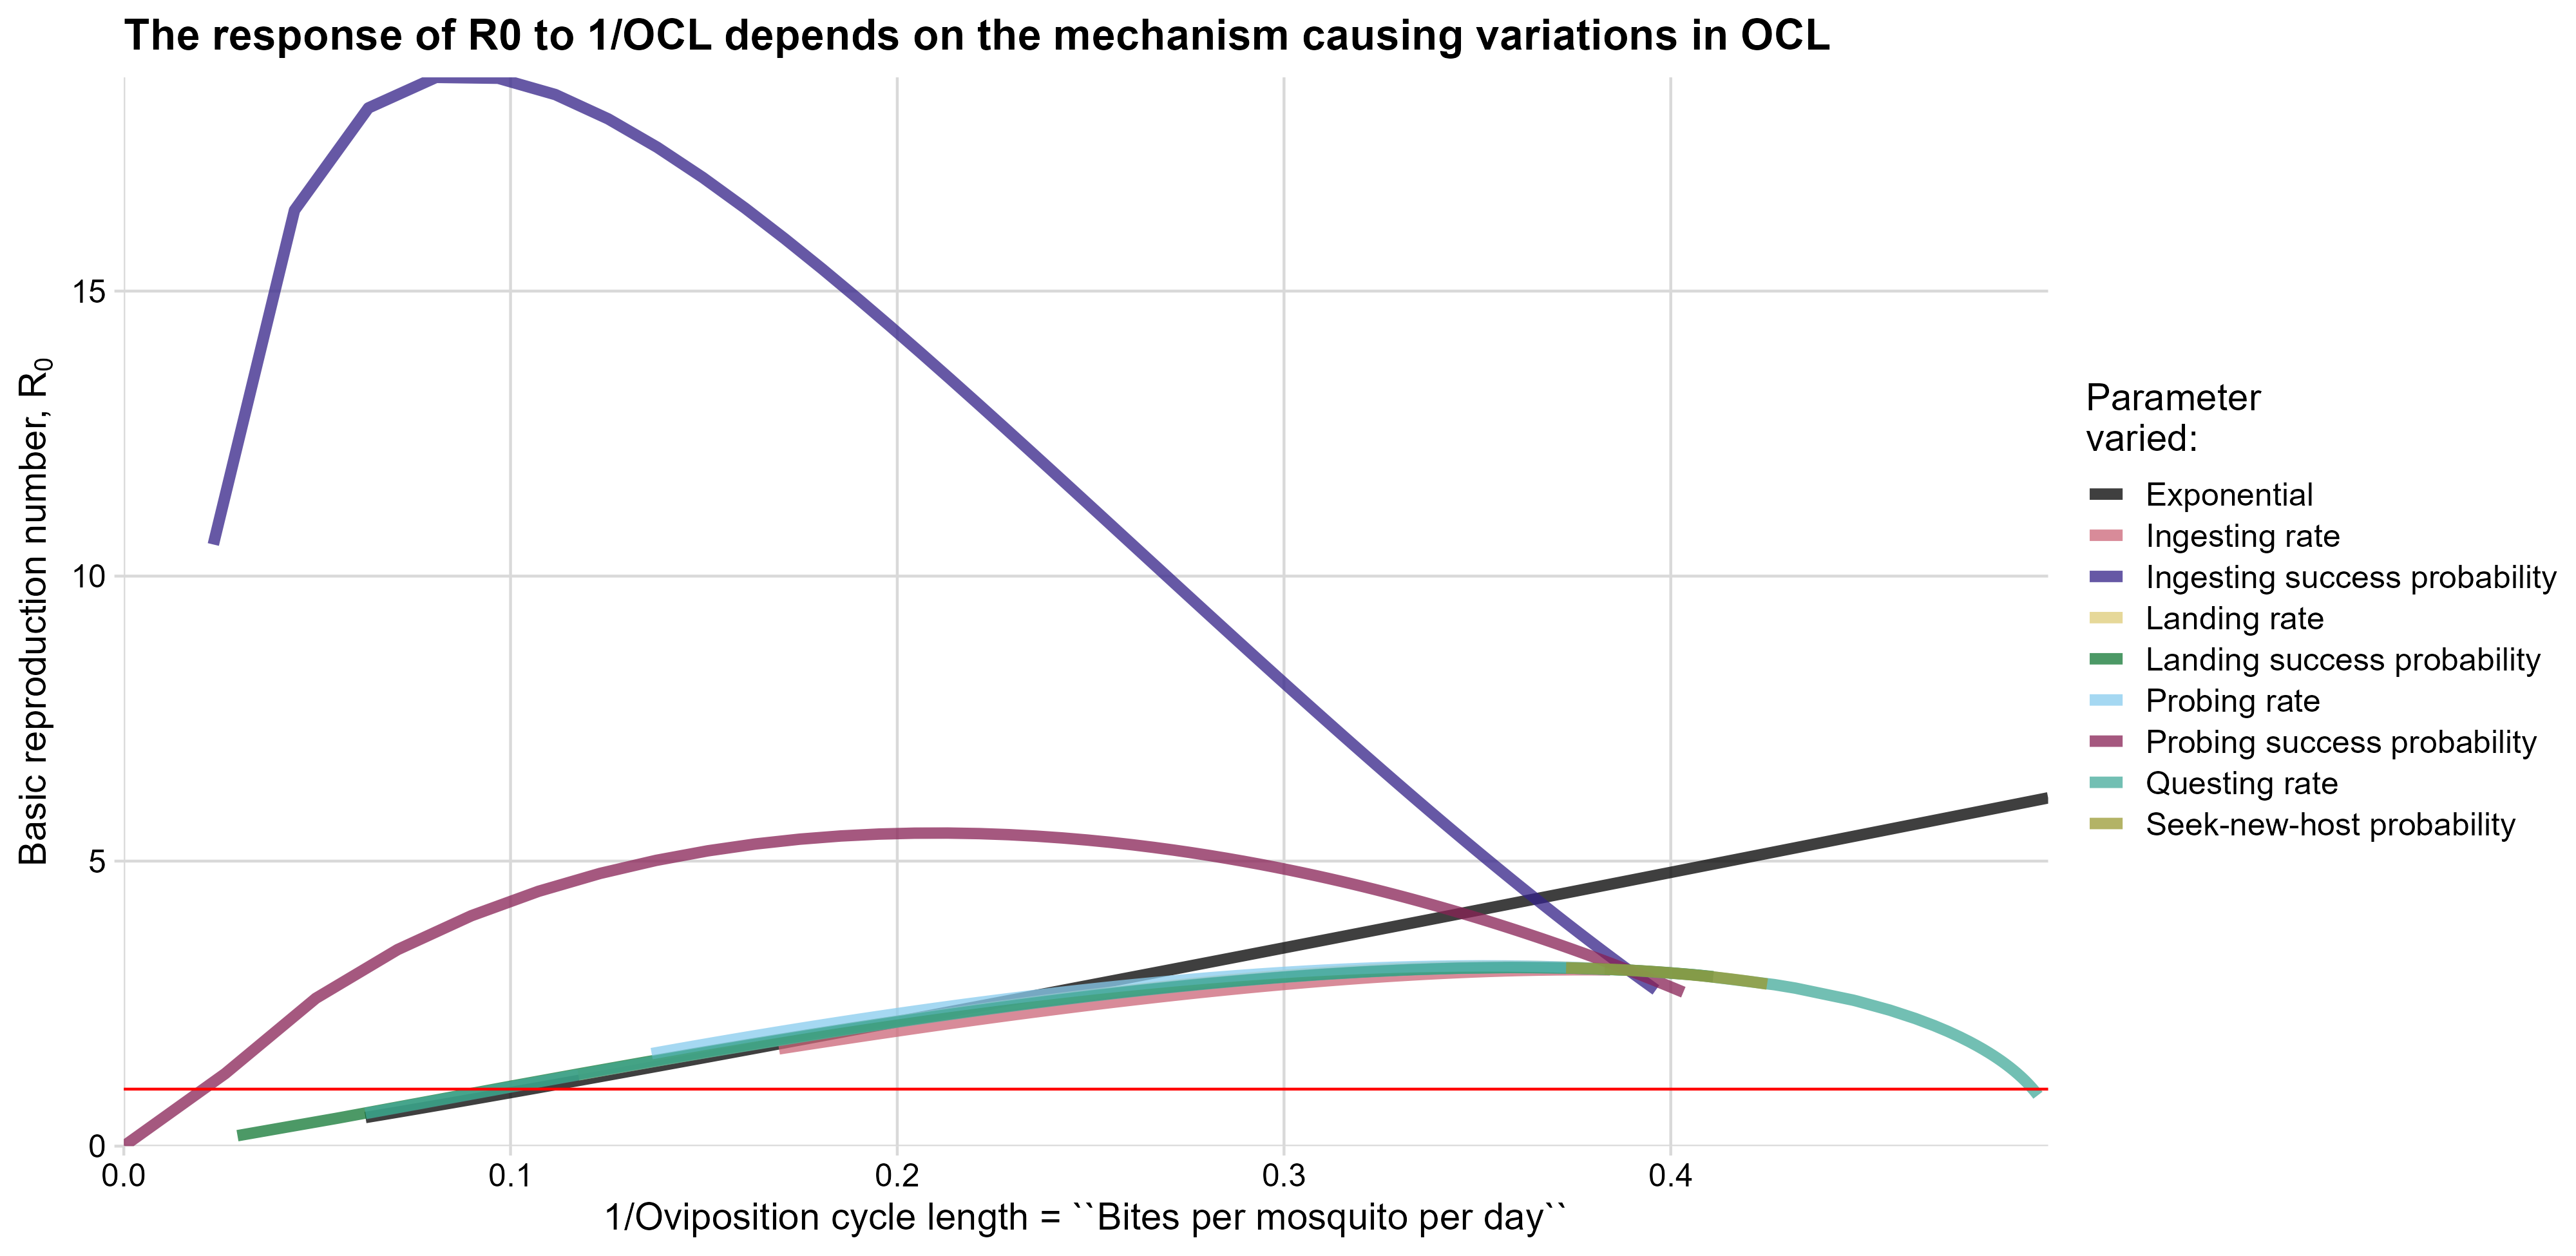 The response of R0 to 1/OCL depends on the mechanism causing variations in OCL
Basic reproduction number, R0
15
10
5
0
0.0 0.1 0.2 0.3 0.4
1/Oviposition cycle length = ``Bites per mosquito per day``
Parameter
varied:
Exponential
Ingesting rate
Ingesting success probability
Landing rate
Landing success probability
Probing rate
Probing success probability
Questing rate
Seek-new-host probability